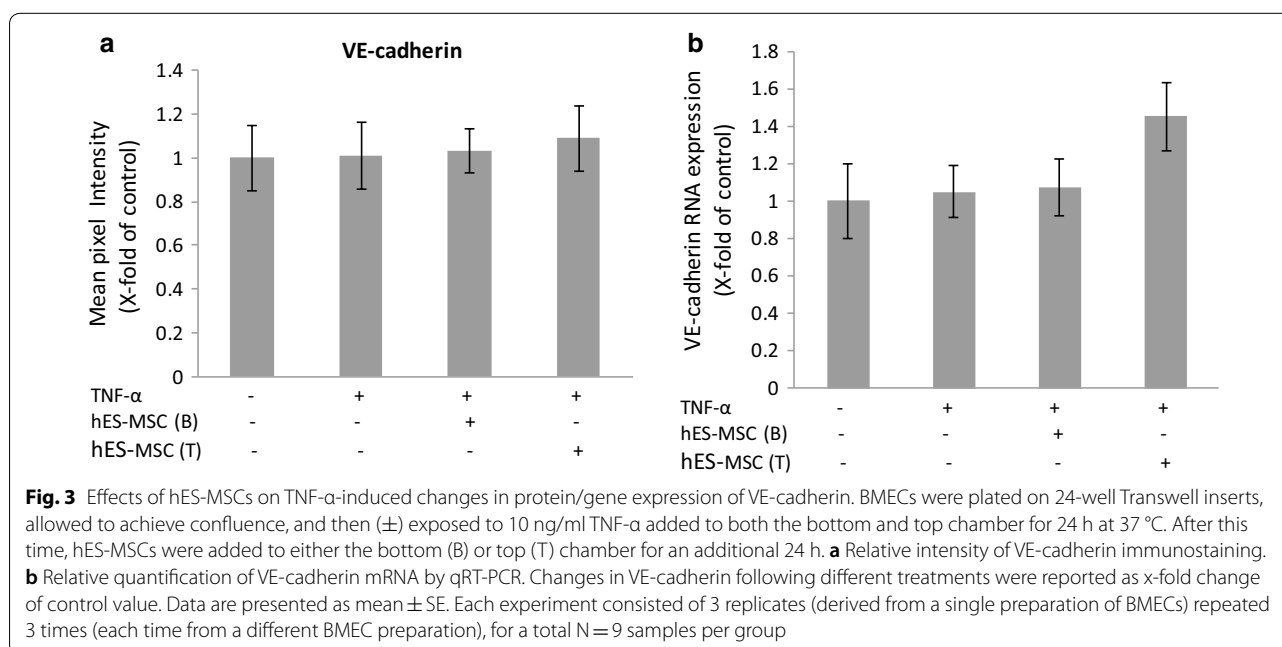 a
VE-cadherin
Mean pixel Intensity
(X-fold of control)
1.4
1.2
1
0.8
0.6
0.4
0.2
0
TNF-α - + + +
hES-MSC (B) - - + -
hES-MSC (T) - - - +
b
VE-cadherin RNA expression
(X-fold of control)
1.8
1.6
1.4
1.2
1
0.8
0.6
0.4
0.2
0
TNF-α - + + +
hES-MSC (B) - - + -
hES-MSC (T) - - - +
Fig. 3 Effects of hES-MSCs on TNF-α-induced changes in protein/gene expression of VE-cadherin. BMECs were plated on 24-well Transwell inserts,
allowed to achieve confluence, and then (±) exposed to 10 ng/ml TNF-α added to both the bottom and top chamber for 24 h at 37 °C. After this
time, hES-MSCs were added to either the bottom (B) or top (T) chamber for an additional 24 h. a Relative intensity of VE-cadherin immunostaining.
b Relative quantification of VE-cadherin mRNA by qRT-PCR. Changes in VE-cadherin following different treatments were reported as x-fold change
of control value. Data are presented as mean ± SE. Each experiment consisted of 3 replicates (derived from a single preparation of BMECs) repeated
3 times (each time from a different BMEC preparation), for a total N = 9 samples per group